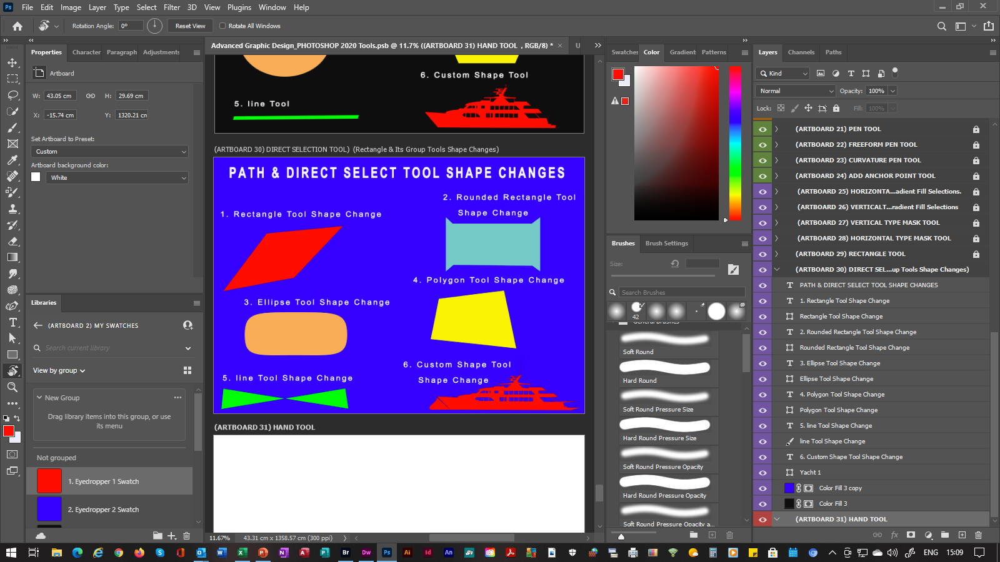 Ps File Edit Image Layer Type Select Filter 3D View Plugins Window Help
Rotation Angle: 0° Reset View Rotate All Windows
Properties Character Paragraph Adjustments
Artboard
W: 43.05 cm H: 29.69 cm
X: -15.74 cm Y: 1320.21 cm
Set Artboard to Preset:
Custom
Artboard background color:
White
Libraries
(ARTBOARD 2) MY SWATCHES
Search current library
View by group
New Group
Drag library items into this group, or use
its menu
Not grouped
1. Eyedropper 1 Swatch
2. Eyedropper 2 Swatch
Advanced Graphic Design_PHOTOSHOP 2020 Tools.psb @ 11.7% ((ARTBOARD 31) HAND TOOL , RGB/8) * × U
6. Custom Shape Tool
5. line Tool
(ARTBOARD 30) DIRECT SELECTION TOOL) (Rectangle & Its Group Tools Shape Changes)
PATH & DIRECT SELECT TOOL SHAPE CHANGES
2. Rounded Rectangle Tool
Shape Change
1. Rectangle Tool Shape Change
4. Polygon Tool Shape Change
3. Ellipse Tool Shape Change
6. Custom Shape Tool
Shape Change
5. line Tool Shape Change
(ARTBOARD 31) HAND TOOL
11.67% 43.31 cm x 1358.57 cm (300 ppi)
Swatches Color Gradient Patterns
Brushes Brush Settings
Size:
Search Brushes
42
General Brushes
Soft Round
Hard Round
Soft Round Pressure Size
Hard Round Pressure Size
Soft Round Pressure Opacity
Hard Round Pressure Opacity
Soft Round Pressure Opacity a...
Layers Channels Paths
Kind
Normal Opacity: 100%
Lock: Fill: 100%
(ARTBOARD 21) PEN TOOL
(ARTBOARD 22) FREEFORM PEN TOOL
(ARTBOARD 23) CURVATURE PEN TOOL
(ARTBOARD 24) ADD ANCHOR POINT TOOL
(ARTBOARD 25) HORIZONTA...adient Fill Selections.
(ARTBOARD 26) VERTICALT...radient Fill Selections
(ARTBOARD 27) VERTICAL TYPE MASK TOOL
(ARTBOARD 28) HORIZONTAL TYPE MASK TOOL
(ARTBOARD 29) RECTANGLE TOOL
(ARTBOARD 30) DIRECT SEL...up Tools Shape Changes)
PATH & DIRECT SELECT TOOL SHAPE CHANGES
1. Rectangle Tool Shape Change
Rectangle Tool Shape Change
2. Rounded Rectangle Tool Shape Change
Rounded Rectangle Tool Shape Change
3. Ellipse Tool Shape Change
Ellipse Tool Shape Change
4. Polygon Tool Shape Change
Polygon Tool Shape Change
5. line Tool Shape Change
line Tool Shape Change
6. Custom Shape Tool Shape Change
Yacht 1
Color Fill 3 copy
Color Fill 3
(ARTBOARD 31) HAND TOOL
Br Dw Ps Ai Id An
ENG 15:09